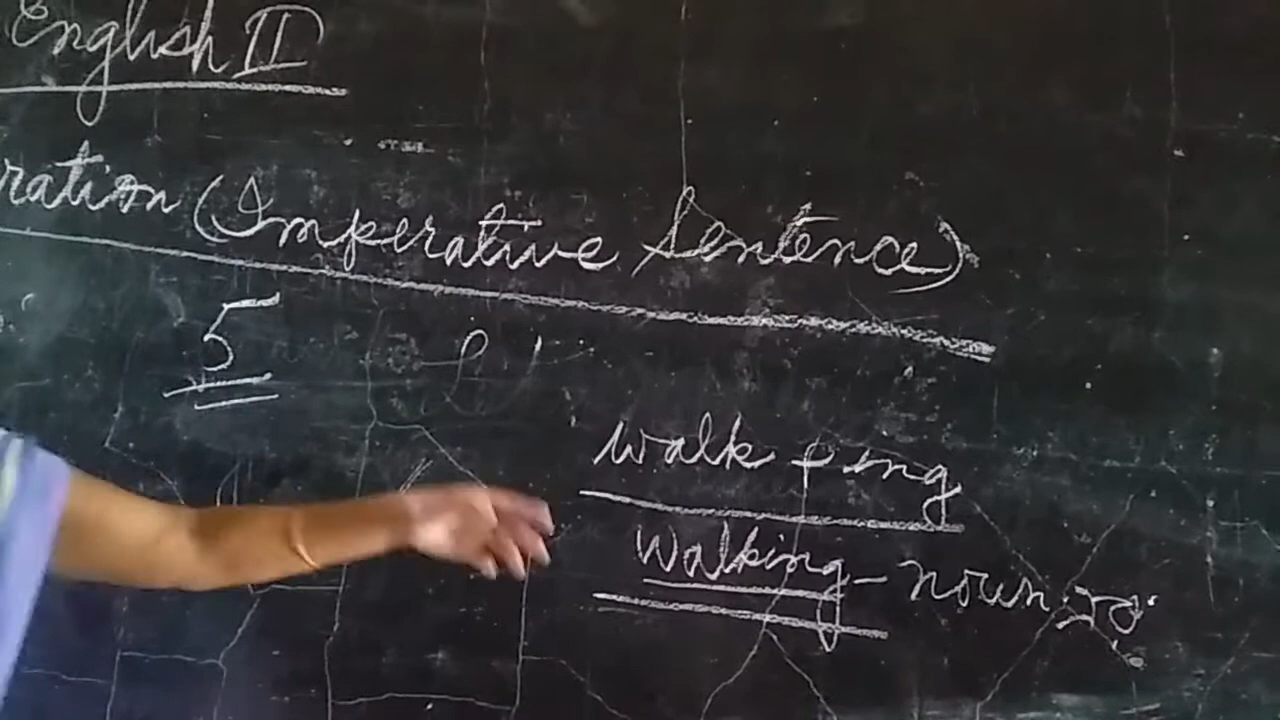 English II
ration (Imperative Sentence)
5
walk + ing
Walking - noun